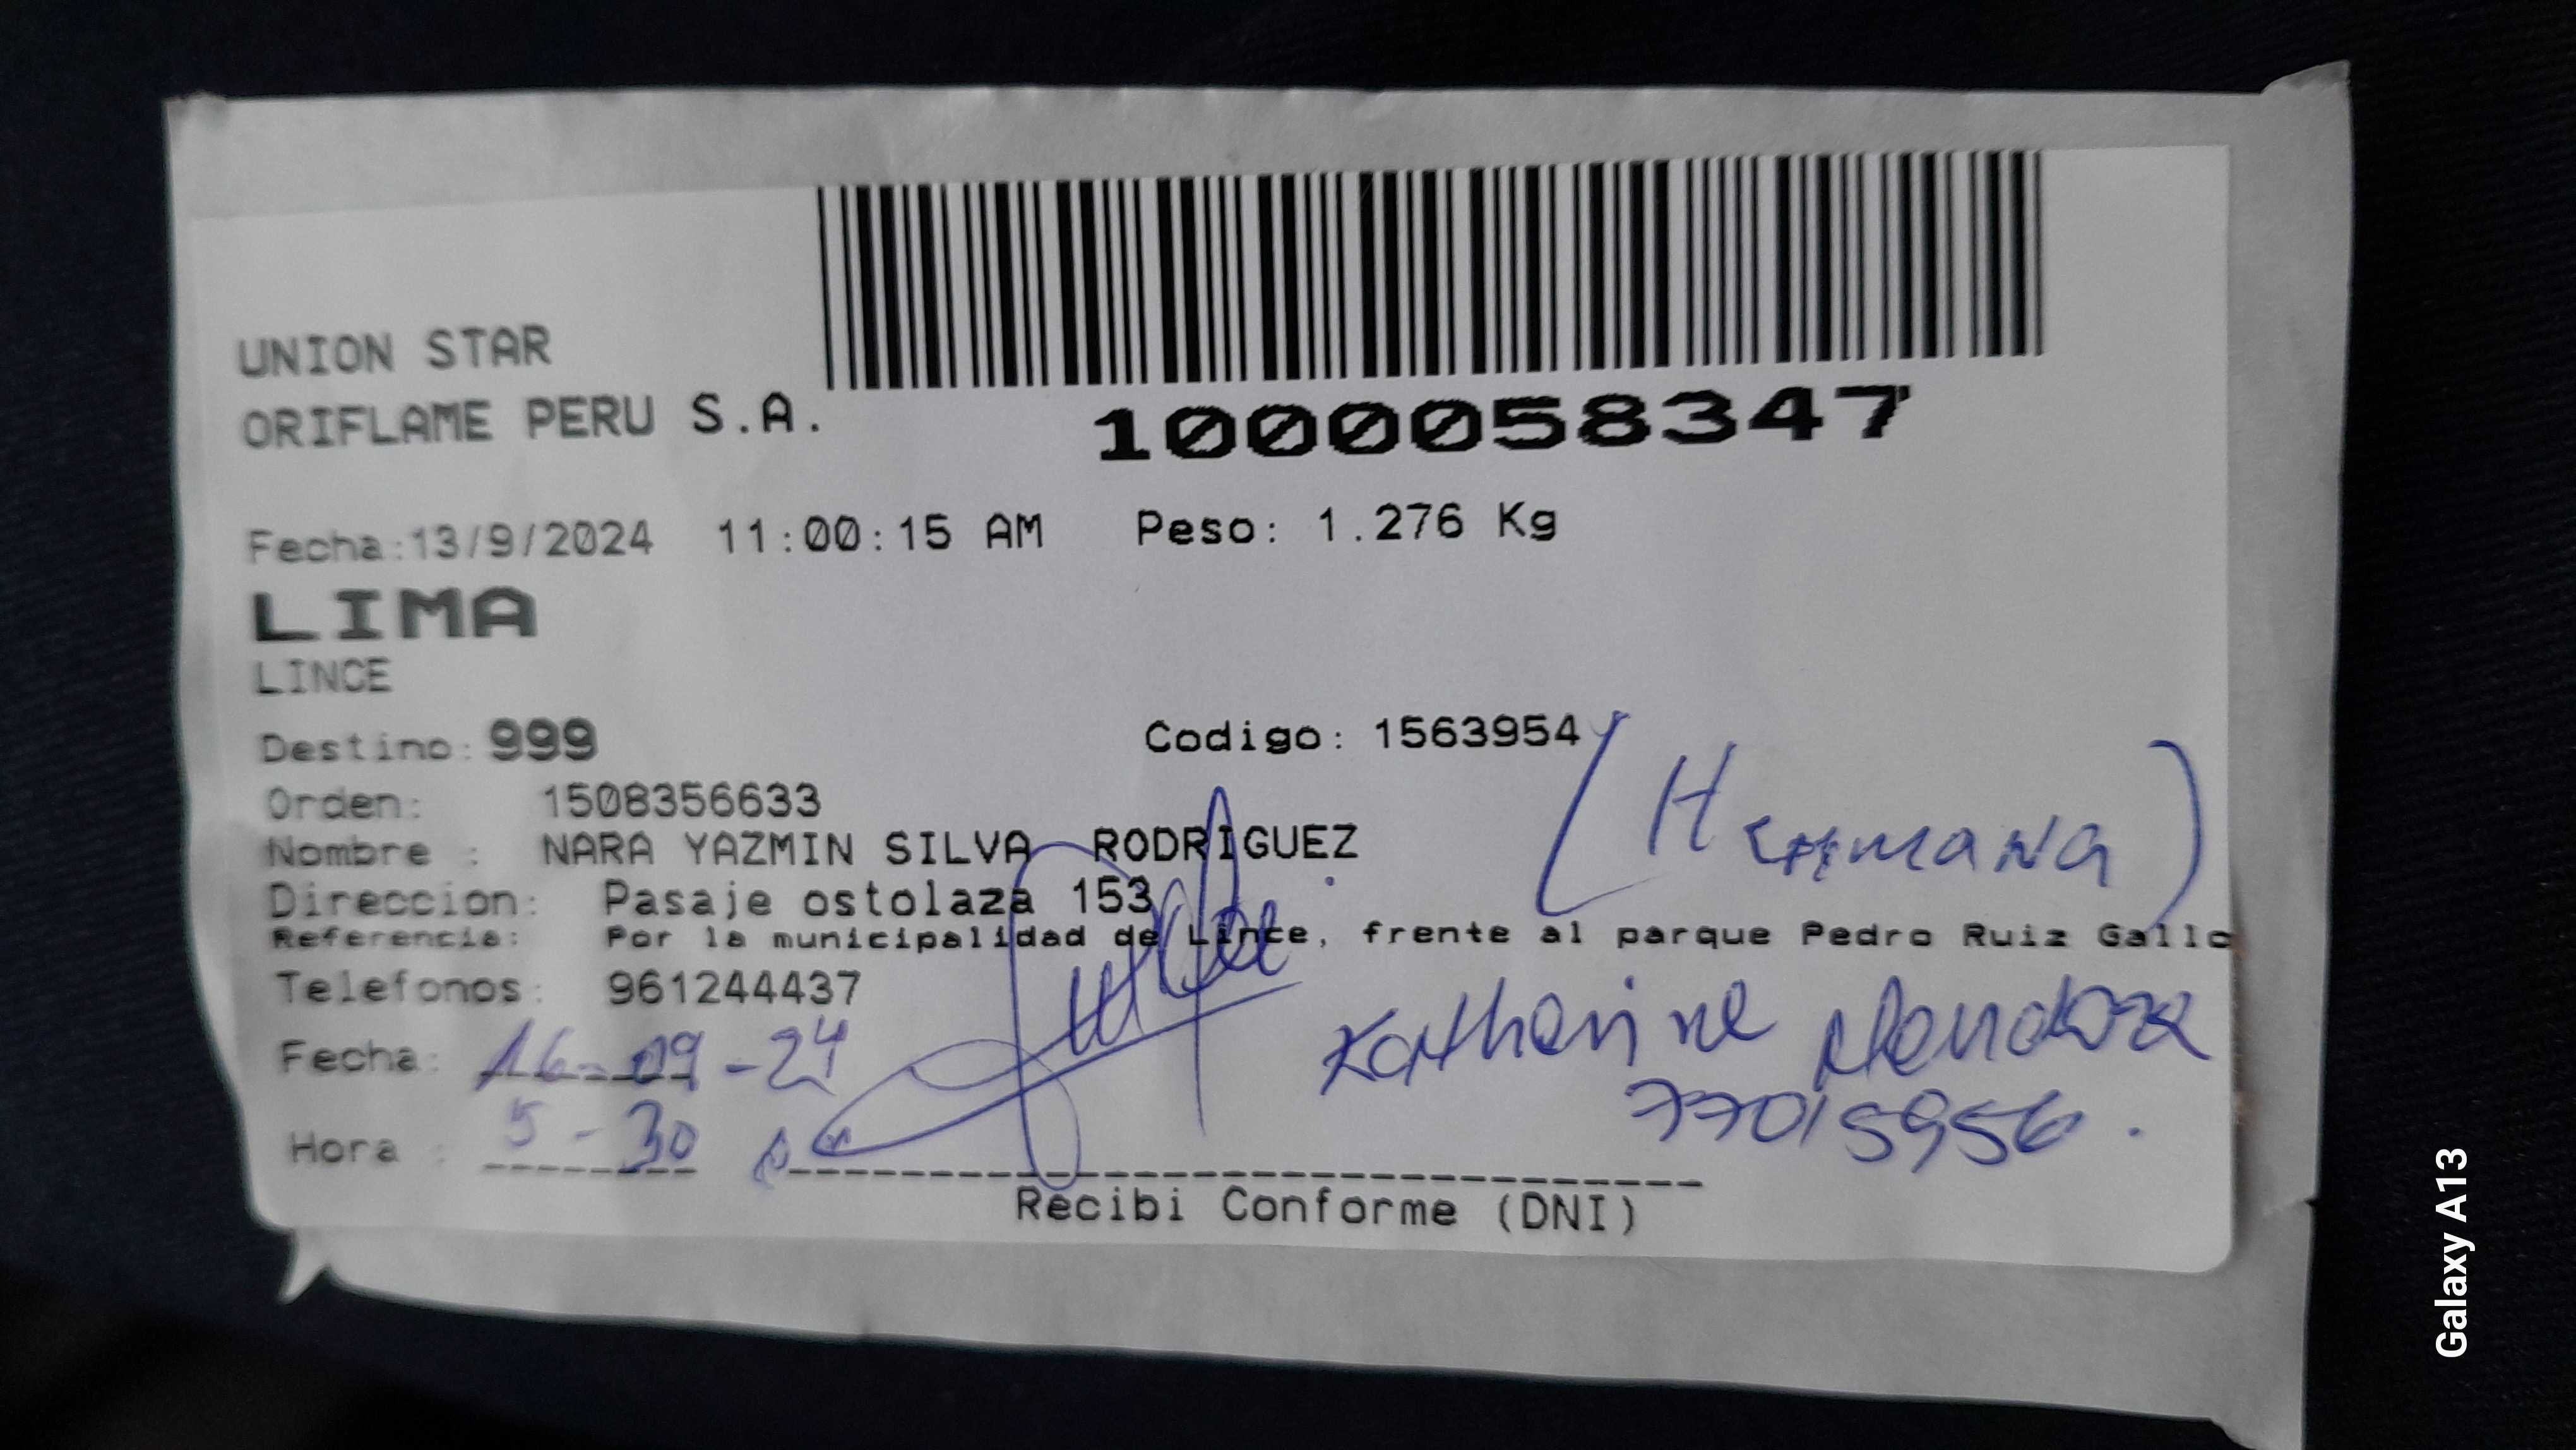 UNION STAR
ORIFLAME PERU S.A.
1000058347
Fecha:13/9/2024 11:00:15 AM Peso: 1.276 Kg
LIMA
LINCE
Destino: 999 Codigo: 1563954
Orden: 1508356633
(Hermana)
Nombre : NARA YAZMIN SILVA RODRIGUEZ
Direccion: Pasaje ostolaza 153
Referencia: Por la municipalidad de Lince, frente al parque Pedro Ruiz Gallo
Telefonos: 961244437
Katherine Mendoza
Fecha: 16-09-24
77015956.
Hora : 5-30
Recibi Conforme (DNI)
Galaxy A13